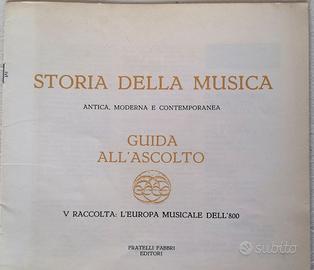 STORIA DELLA MUSICA
ANTICA, MODERNA E CONTEMPORANEA
GUIDA
ALL'ASCOLTO
V RACCOLTA: L'EUROPA MUSICALE DELL'800
FRATELLI FABBRI
EDITORI
subito